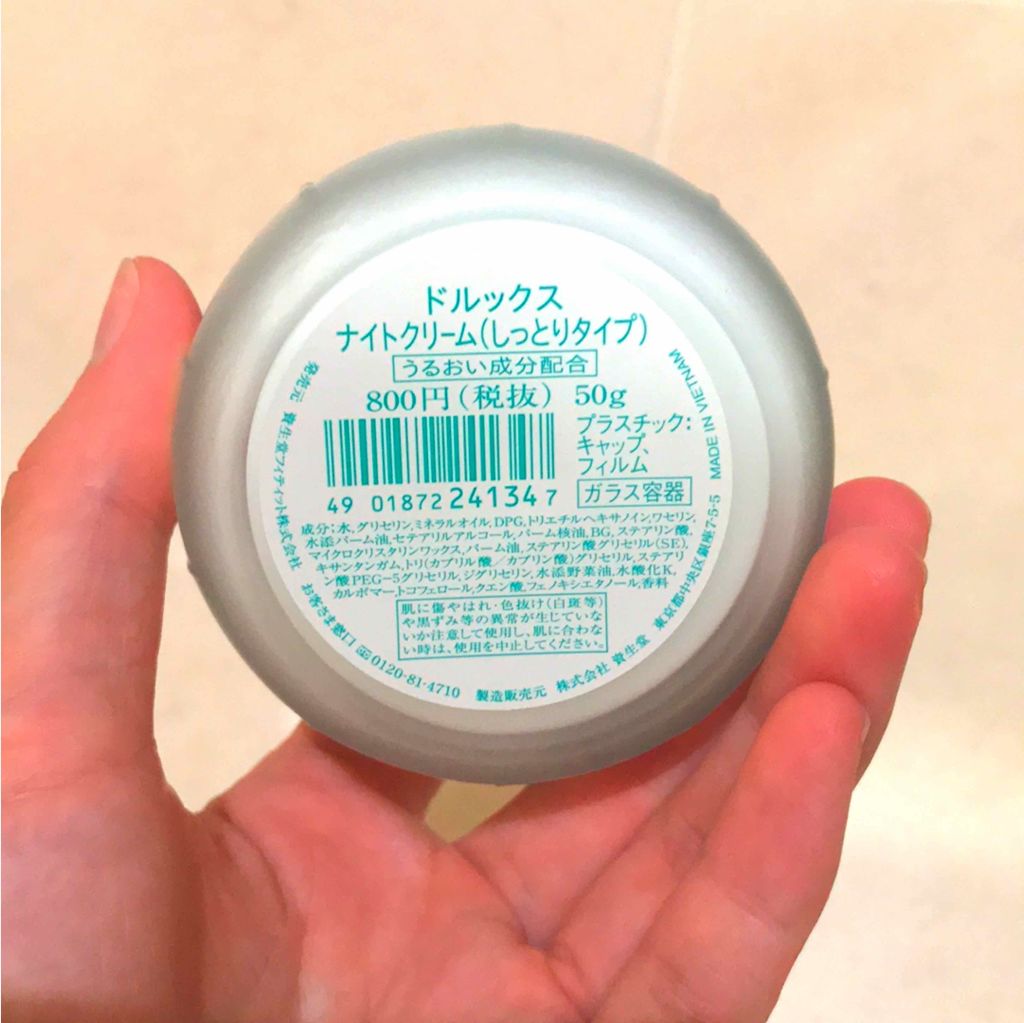 ドルックス
ナイトクリーム(しっとりタイプ)
うるおい成分配合
800円(税抜) 50g
プラスチック:
キャップ、
フィルム
ガラス容器
4901872241347
成分:水,グリセリン,ミネラルオイル,DPG,トリエチルヘキサノイン,ワセリン,
水添パーム油,セテアリルアルコール,パーム核油,BG,ステアリン酸,
マイクロクリスタリンワックス,パーム油,ステアリン酸グリセリル(SE),
キサンタンガム,トリ(カプリル酸/カプリン酸)グリセリル,ステアリ
ン酸PEG-5グリセリル,ジグリセリン,水添野菜油,水酸化K,
カルボマー,トコフェロール,クエン酸,フェノキシエタノール,香料
肌に傷やはれ・色抜け(白斑等)
や黒ずみ等の異常が生じていな
いか注意して使用し、肌に合わな
い時は、使用を中止してください。
発売元 資生堂フィティット株式会社 お客さま窓口 0120-81-4710 製造販売元 株式会社 資生堂 東京都中央区銀座7-5-5 MADE IN VIETNAM